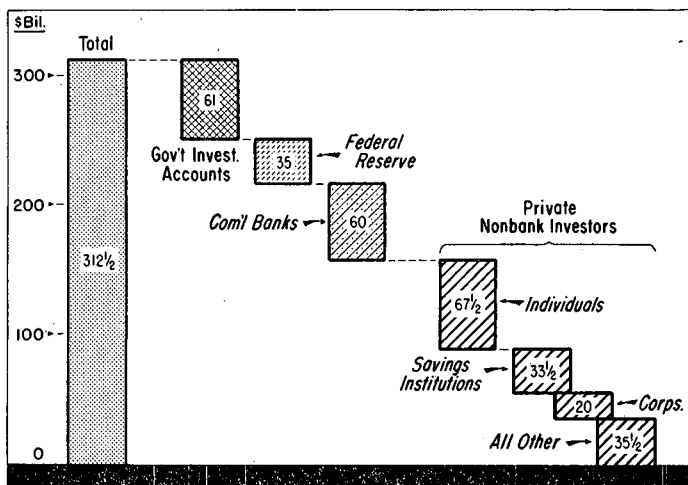 $Bil.
Total
300
61
Gov't Invest.
Accounts
35
Federal
Reserve
200
Com'l Banks
60
Private
Nonbank Investors
312½
67½
Individuals
100
Savings
Institutions
33½
20
Corps.
All Other
35½
0